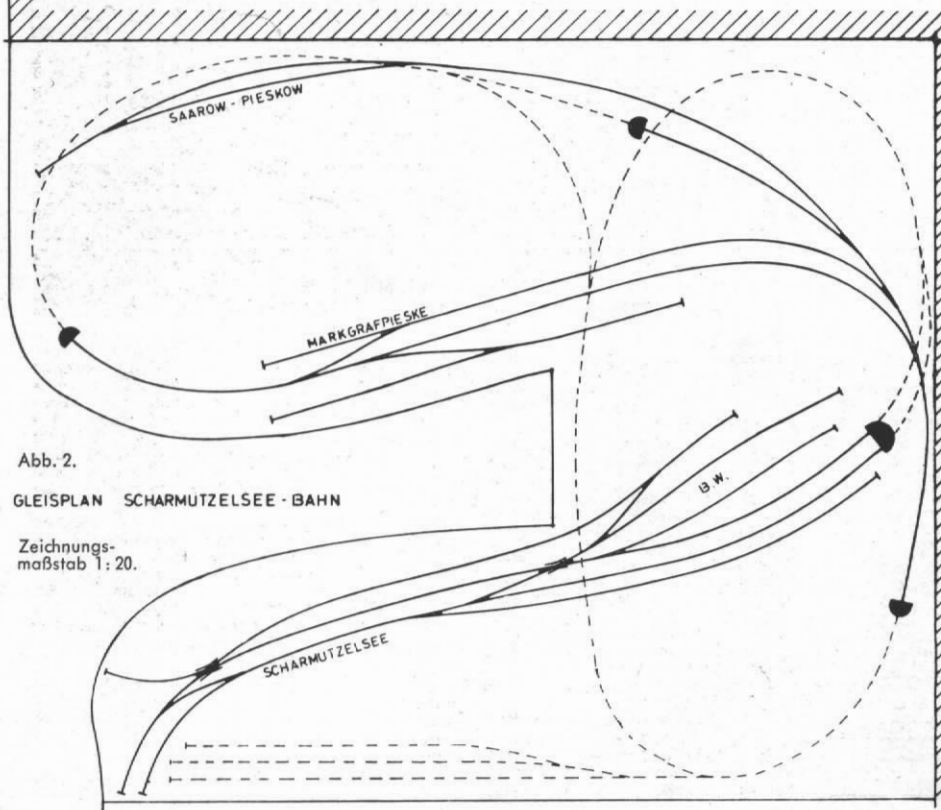 SAAROW - PIESKOW
MARKGRAFPIESKE
Abb. 2.
GLEISPLAN SCHARMUTZELSEE - BAHN
B.W.
Zeichnungs-
maßstab 1:20.
SCHARMUTZELSEE